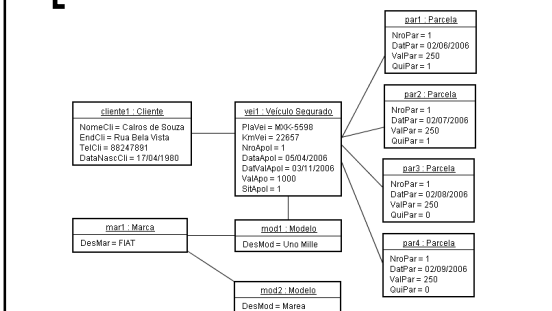 par1 : Parcela
NroPar = 1
DatPar = 02/06/2006
ValPar = 250
QuiPar = 1
par2 : Parcela
NroPar = 1
DatPar = 02/07/2006
ValPar = 250
QuiPar = 1
cliente1 : Cliente
NomeCli = Calros de Souza
EndCli = Rua Bela Vista
TelCli = 88247891
DataNascCli = 17/04/1980
vei1 : Veículo Segurado
PlaVei = MXK-5598
KmVei = 22657
NroApol = 1
DataApol = 05/04/2006
DatValApol = 03/11/2006
ValApo = 1000
SitApol = 1
par3 : Parcela
NroPar = 1
DatPar = 02/08/2006
ValPar = 250
QuiPar = 0
mar1 : Marca
DesMar = FIAT
mod1 : Modelo
DesMod = Uno Mille
par4 : Parcela
NroPar = 1
DatPar = 02/09/2006
ValPar = 250
QuiPar = 0
mod2 : Modelo
DesMod = Marea